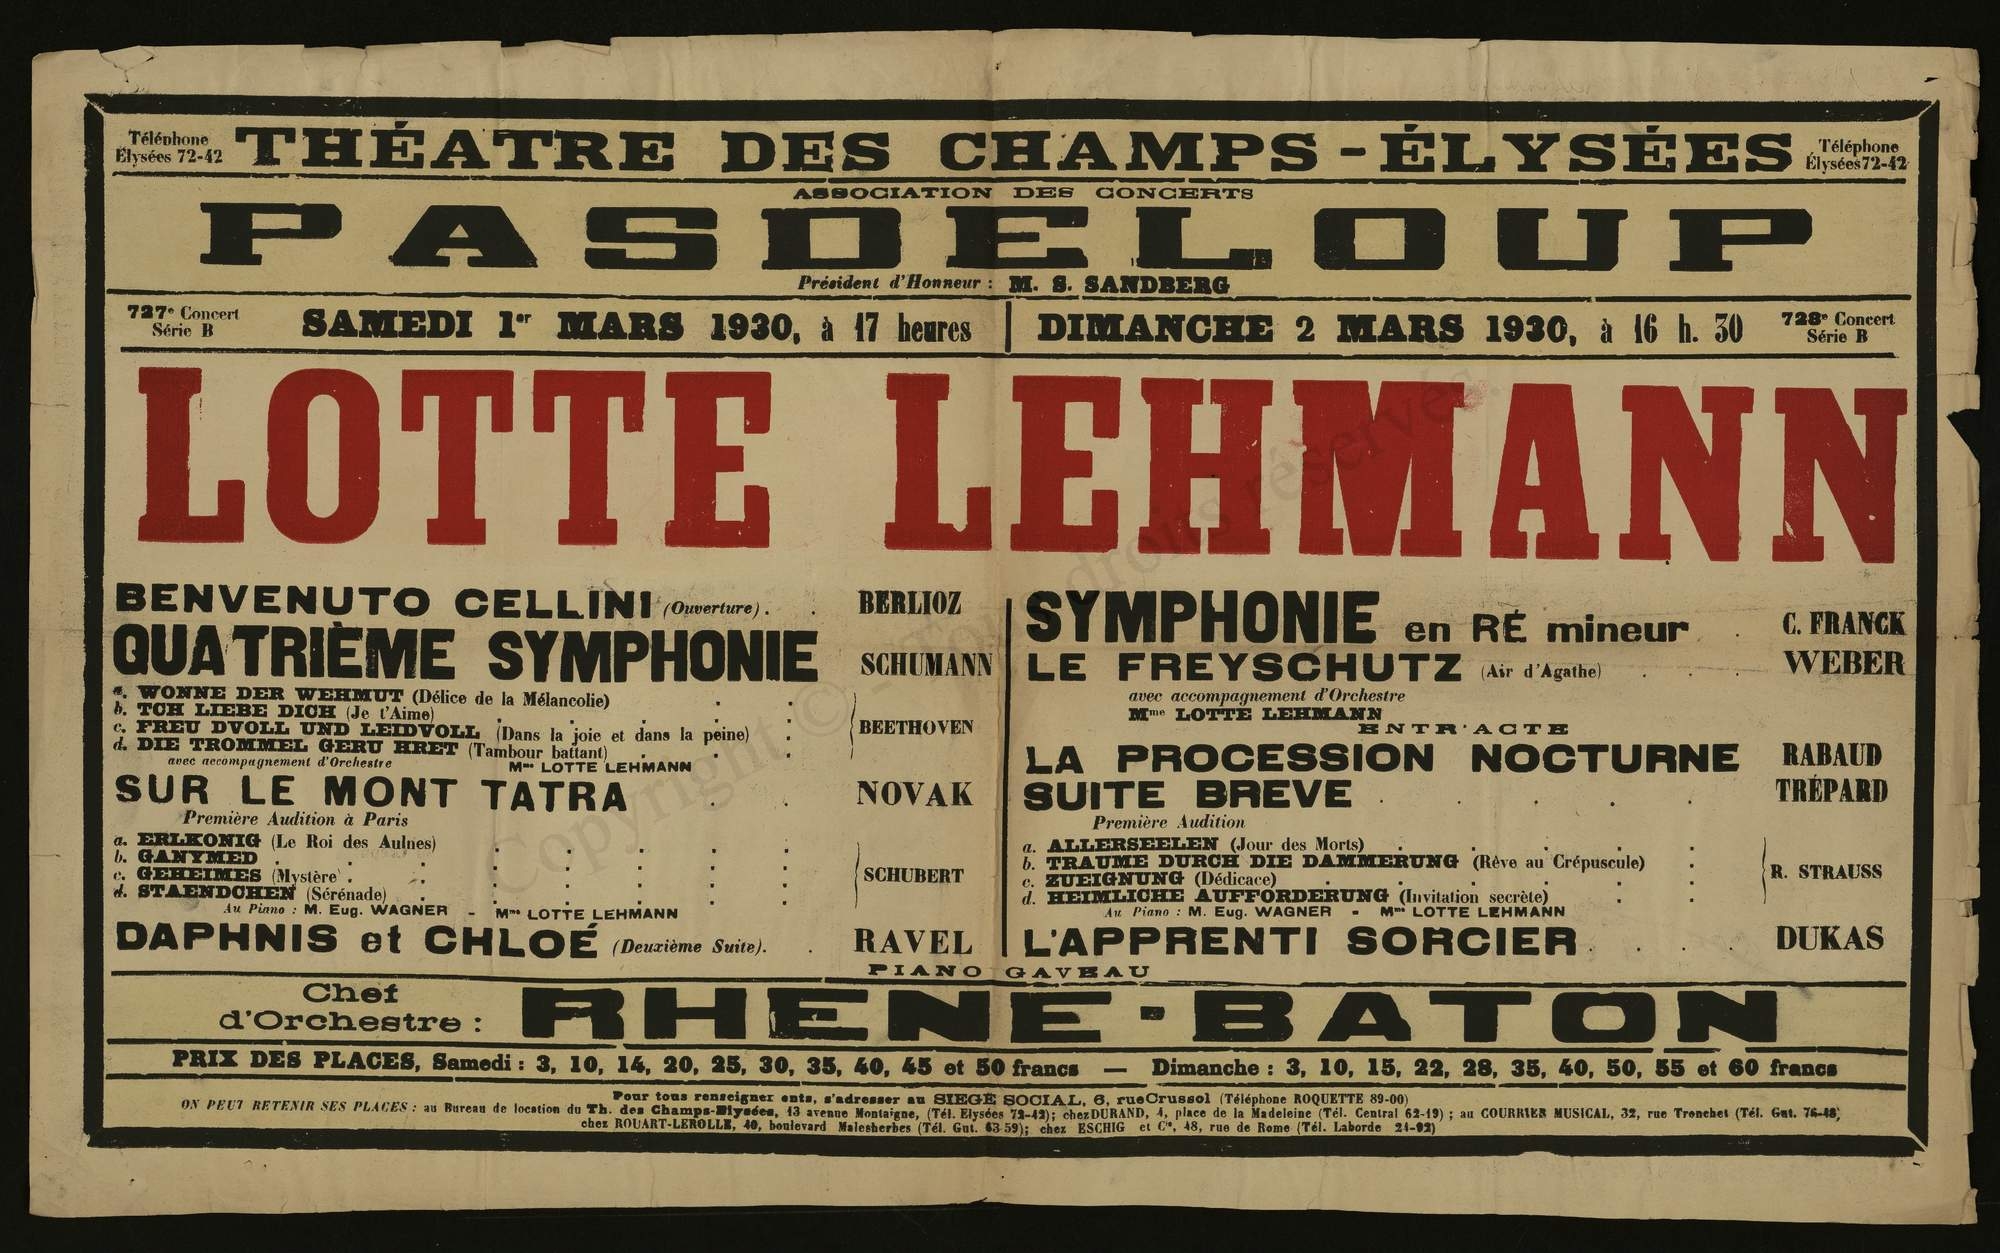 Téléphone
Élysées 72-42
THÉATRE DES CHAMPS-ÉLYSÉES
Téléphone
Élysées 72-42
ASSOCIATION DES CONCERTS
PASDELOUP
Président d'Honneur : M. S. SANDBERG
727e Concert
Série B
SAMEDI 1er MARS 1930, à 17 heures
DIMANCHE 2 MARS 1930, à 16 h. 30
728e Concert
Série B
LOTTE LEHMANN
BENVENUTO CELLINI (Ouverture) . . BERLIOZ
QUATRIÈME SYMPHONIE SCHUMANN
a. WONNE DER WEHMUT (Délice de la Mélancolie) . .
b. TCH LIEBE DICH (Je t'Aime) . . . . .
c. FREU DVOLL UND LEIDVOLL (Dans la joie et dans la peine) .
d. DIE TROMMEL GERU HRET (Tambour battant) . . .
BEETHOVEN
avec accompagnement d'Orchestre Mme LOTTE LEHMANN
SUR LE MONT TATRA . . NOVAK
Première Audition à Paris
a. ERLKONIG (Le Roi des Aulnes) . . . . .
b. GANYMED . . . . . . .
c. GEHEIMES (Mystère) . . . . . .
d. STAENDCHEN (Sérénade) . . . . .
SCHUBERT
Au Piano : M. Eug. WAGNER - Mme LOTTE LEHMANN
DAPHNIS et CHLOÉ (Deuxième Suite). . RAVEL
SYMPHONIE en RÉ mineur . C. FRANCK
LE FREYSCHUTZ (Air d'Agathe) . . . WEBER
avec accompagnement d'Orchestre
Mme LOTTE LEHMANN
ENTR'ACTE
LA PROCESSION NOCTURNE RABAUD
SUITE BREVE . . . . . TRÉPARD
Première Audition
a. ALLERSEELEN (Jour des Morts) . . . . .
b. TRAUME DURCH DIE DAMMERUNG (Rêve au Crépuscule) .
c. ZUEIGNUNG (Dédicace) . . . . . .
d. HEIMLICHE AUFFORDERUNG (Invitation secrète) . .
R. STRAUSS
Au Piano : M. Eug. WAGNER - Mme LOTTE LEHMANN
L'APPRENTI SORCIER . . . . DUKAS
PIANO GAVEAU
Chef
d'Orchestre :
RHENE-BATON
PRIX DES PLACES, Samedi : 3, 10, 14, 20, 25, 30, 35, 40, 45 et 50 francs — Dimanche : 3, 10, 15, 22, 28, 35, 40, 50, 55 et 60 francs
Pour tous renseigner ents, s'adresser au SIEGE SOCIAL, 6, rue Crussol (Téléphone ROQUETTE 89-00)
ON PEUT RETENIR SES PLACES : au Bureau de location du Th. des Champs-Elysées, 13 avenue Montaigne, (Tél. Elysées 72-42); chez DURAND, 4, place de la Madeleine (Tél. Central 62-19) ; au COURRIER MUSICAL, 32, rue Tronchet (Tél. Gut. 76-48),
chez ROUART-LEROLLE, 40, boulevard Malesherbes (Tél. Gut. 63-59); chez ESCHIG et Cie, 48, rue de Rome (Tél. Laborde 24-02)
Copyright © - Tous droits réservés.